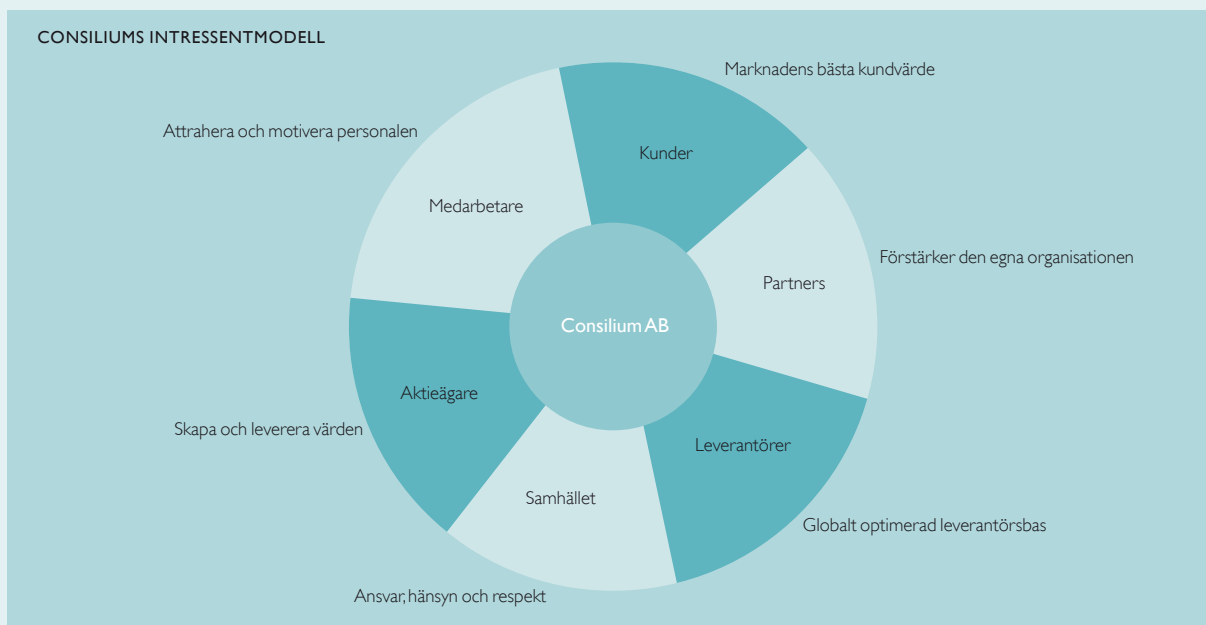 CONSILIUMS INTRESSENTMODELL
Marknadens bästa kundvärde
Attrahera och motivera personalen
Kunder
Medarbetare
Förstärker den egna organisationen
Partners
Consilium AB
Aktieägare
Skapa och leverera värden
Leverantörer
Samhället
Globalt optimerad leverantörsbas
Ansvar, hänsyn och respekt